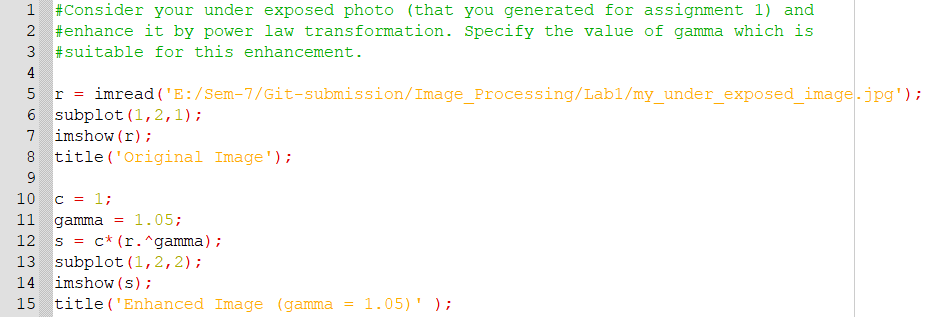 1 #Consider your under exposed photo (that you generated for assignment 1) and
2 #enhance it by power law transformation. Specify the value of gamma which is
3 #suitable for this enhancement.
4
5 r = imread('E:/Sem-7/Git-submission/Image_Processing/Lab1/my_under_exposed_image.jpg');
6 subplot(1,2,1);
7 imshow(r);
8 title('Original Image');
9
10 c = 1;
11 gamma = 1.05;
12 s = c*(r.^gamma);
13 subplot(1,2,2);
14 imshow(s);
15 title('Enhanced Image (gamma = 1.05)' );